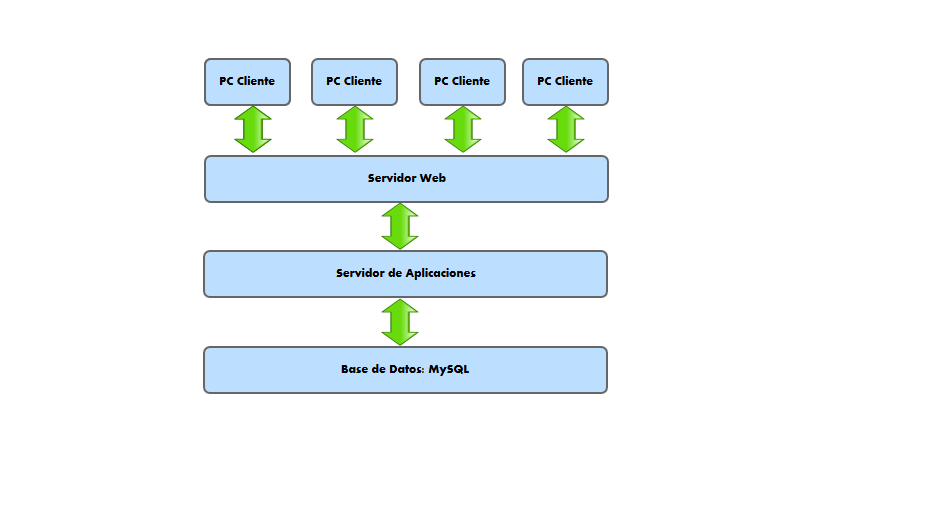 PC Cliente
PC Cliente
PC Cliente
PC Cliente
Servidor Web
Servidor de Aplicaciones
Base de Datos: MySQL